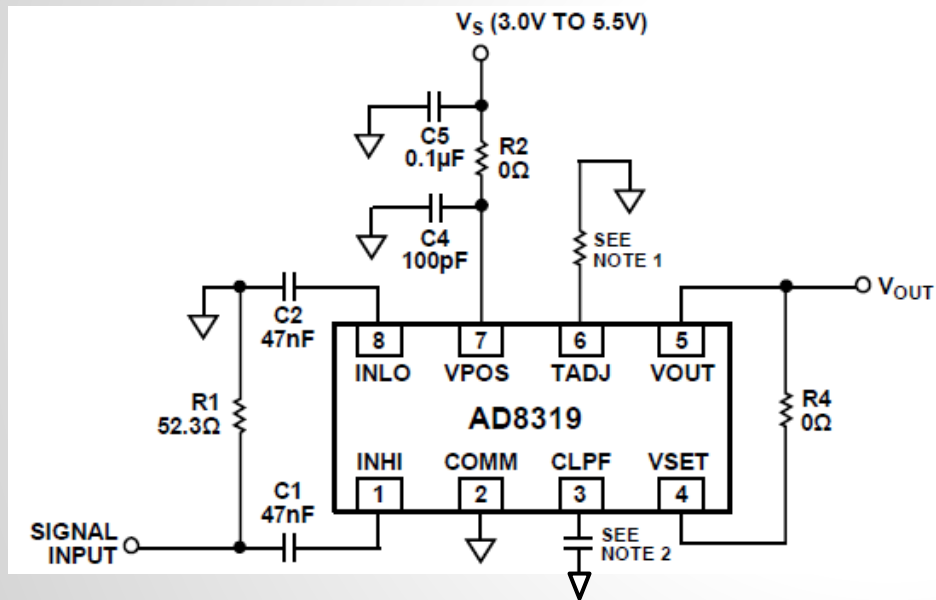 V_S (3.0V TO 5.5V)
C5
0.1µF
R2
0Ω
C4
100pF
SEE
NOTE 1
V_OUT
C2
47nF
8
7
6
5
INLO
VPOS
TADJ
VOUT
R1
52.3Ω
AD8319
R4
0Ω
INHI
COMM
CLPF
VSET
1
2
3
4
C1
47nF
SIGNAL
INPUT
SEE
NOTE 2